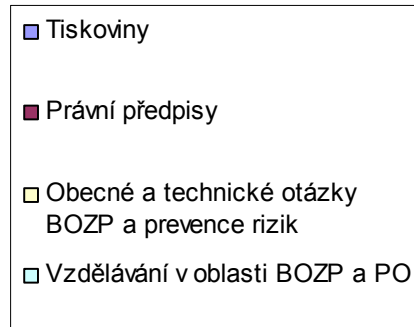 Tiskoviny
Právní předpisy
Obecné a technické otázky
BOZP a prevence rizik
Vzdělávání v oblasti BOZP a PO